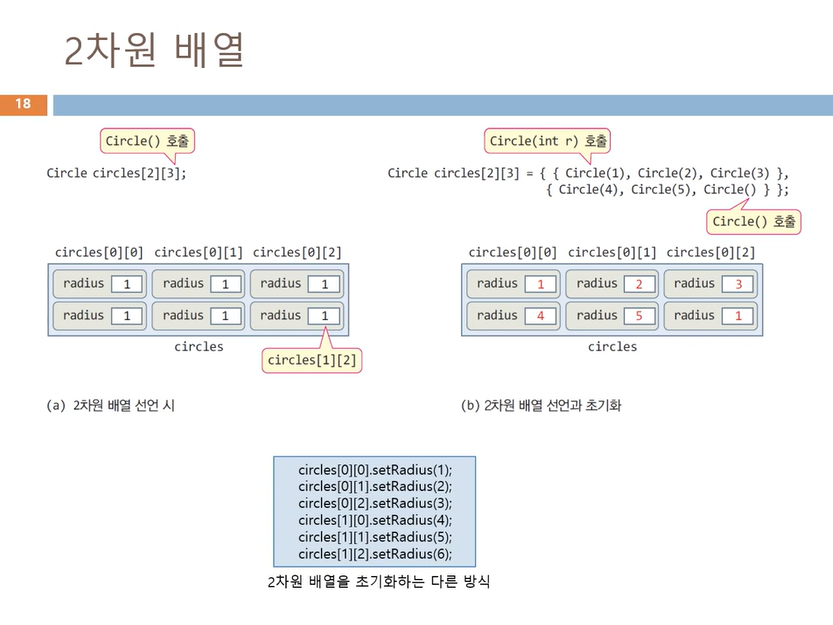 2차원 배열
18
Circle() 호출
Circle circles[2][3];
circles[0][0] circles[0][1] circles[0][2]
radius 1 radius 1 radius 1
radius 1 radius 1 radius 1
circles
circles[1][2]
(a) 2차원 배열 선언 시
Circle(int r) 호출
Circle circles[2][3] = { { Circle(1), Circle(2), Circle(3) },
{ Circle(4), Circle(5), Circle() } };
Circle() 호출
circles[0][0] circles[0][1] circles[0][2]
radius 1 radius 2 radius 3
radius 4 radius 5 radius 1
circles
(b) 2차원 배열 선언과 초기화
circles[0][0].setRadius(1);
circles[0][1].setRadius(2);
circles[0][2].setRadius(3);
circles[1][0].setRadius(4);
circles[1][1].setRadius(5);
circles[1][2].setRadius(6);
2차원 배열을 초기화하는 다른 방식